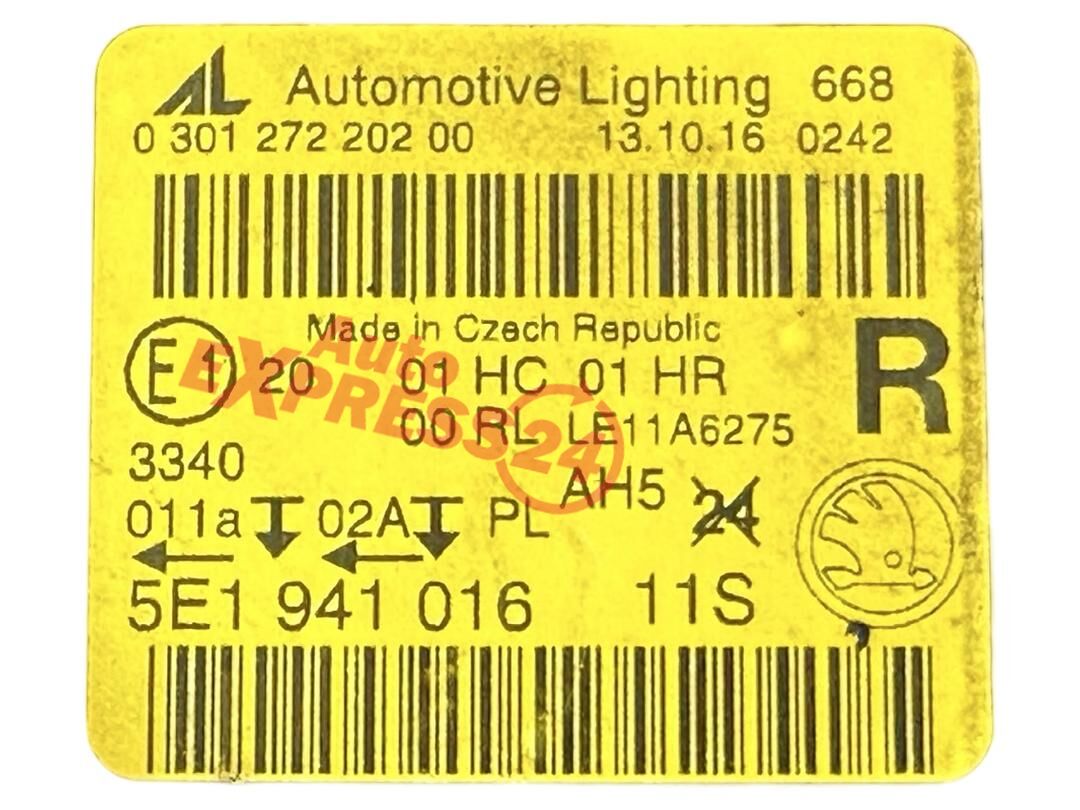 AL Automotive Lighting 668
0 301 272 202 00 13.10.16 0242
Made in Czech Republic
E1 20 01 HC 01 HR R
00 RL LE11A6275
3340
AH5 24
011a 02A PL
5E1 941 016 11S
Auto
EXPRESS24